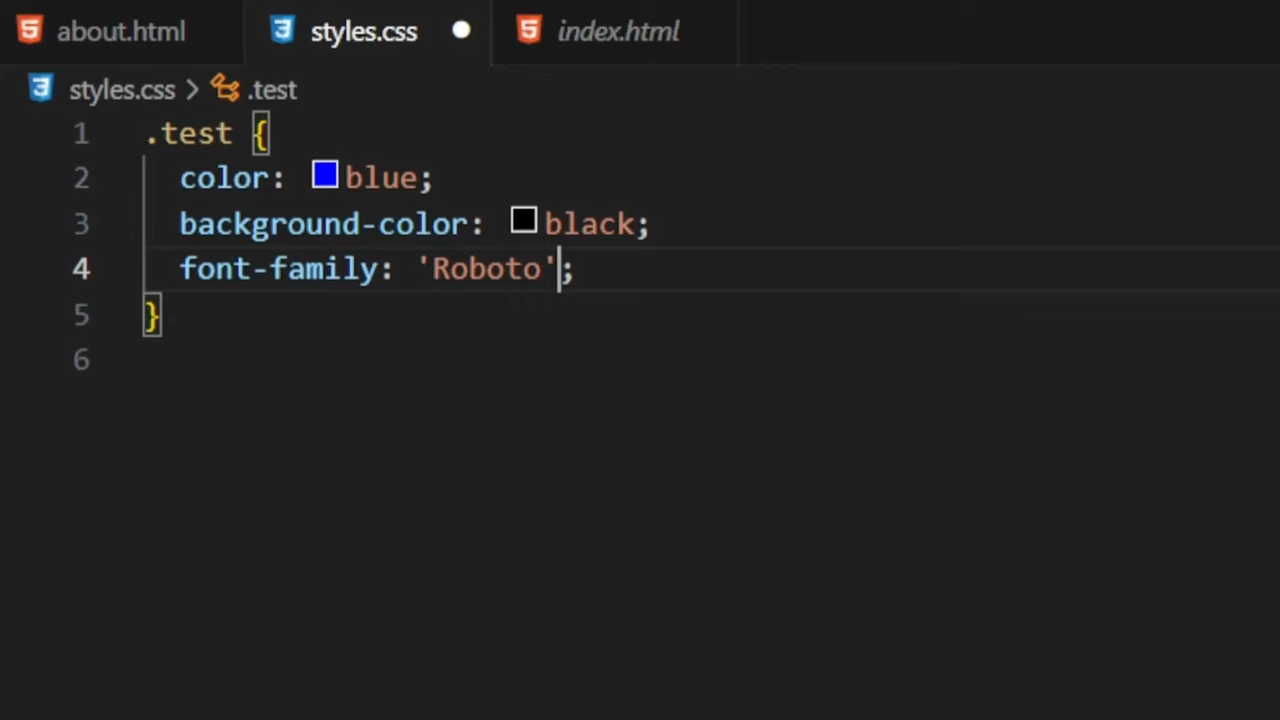 about.html styles.css index.html
styles.css > .test
1 .test {
2 color: blue;
3 background-color: black;
4 font-family: 'Roboto';
5 }
6